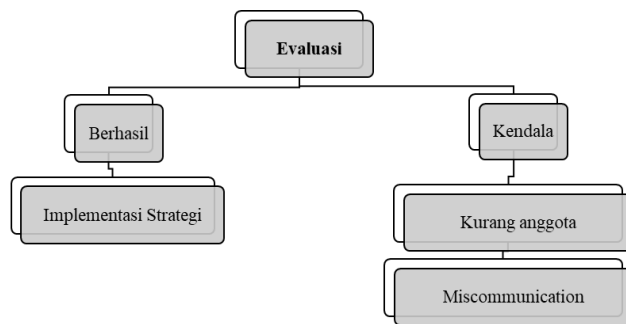 Evaluasi
Berhasil
Kendala
Implementasi Strategi
Kurang anggota
Miscommunication